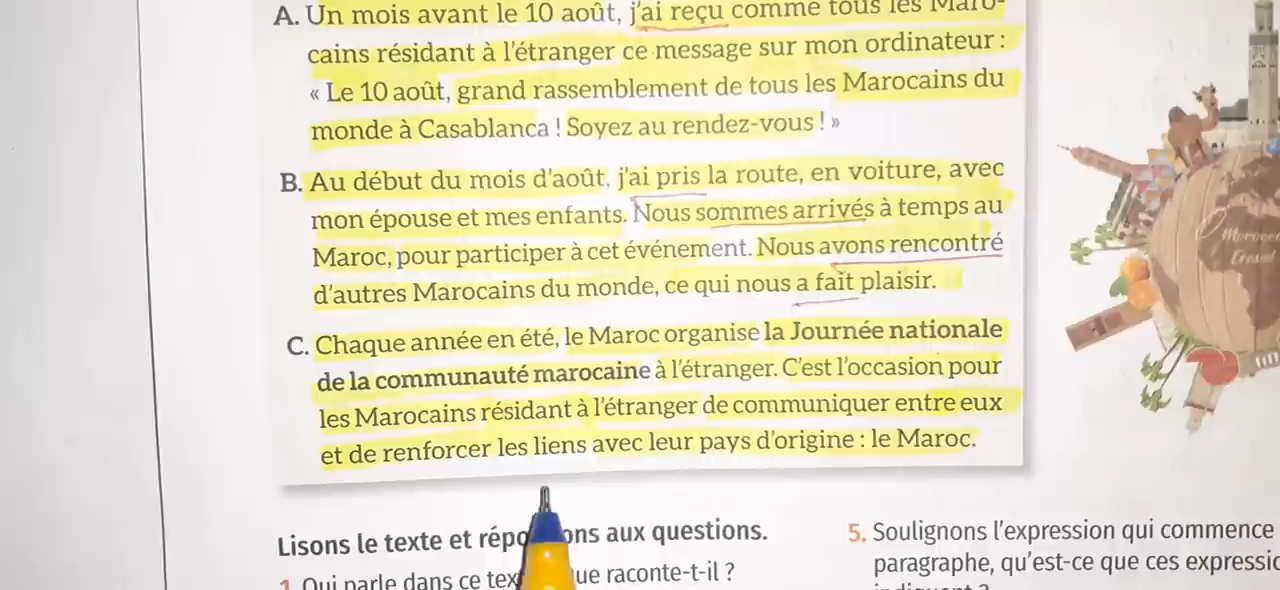 A. Un mois avant le 10 août, j'ai reçu comme tous les Maro-
cains résidant à l'étranger ce message sur mon ordinateur :
« Le 10 août, grand rassemblement de tous les Marocains du
monde à Casablanca ! Soyez au rendez-vous ! »
B. Au début du mois d'août, j'ai pris la route, en voiture, avec
mon épouse et mes enfants. Nous sommes arrivés à temps au
Maroc, pour participer à cet événement. Nous avons rencontré
d'autres Marocains du monde, ce qui nous a fait plaisir.
C. Chaque année en été, le Maroc organise la Journée nationale
de la communauté marocaine à l'étranger. C'est l'occasion pour
les Marocains résidant à l'étranger de communiquer entre eux
et de renforcer les liens avec leur pays d'origine : le Maroc.
Lisons le texte et répondons aux questions.
1. Qui parle dans ce raconte-t-il ?
5. Soulignons l'expression qui commence
paragraphe, qu'est-ce que ces
Travel